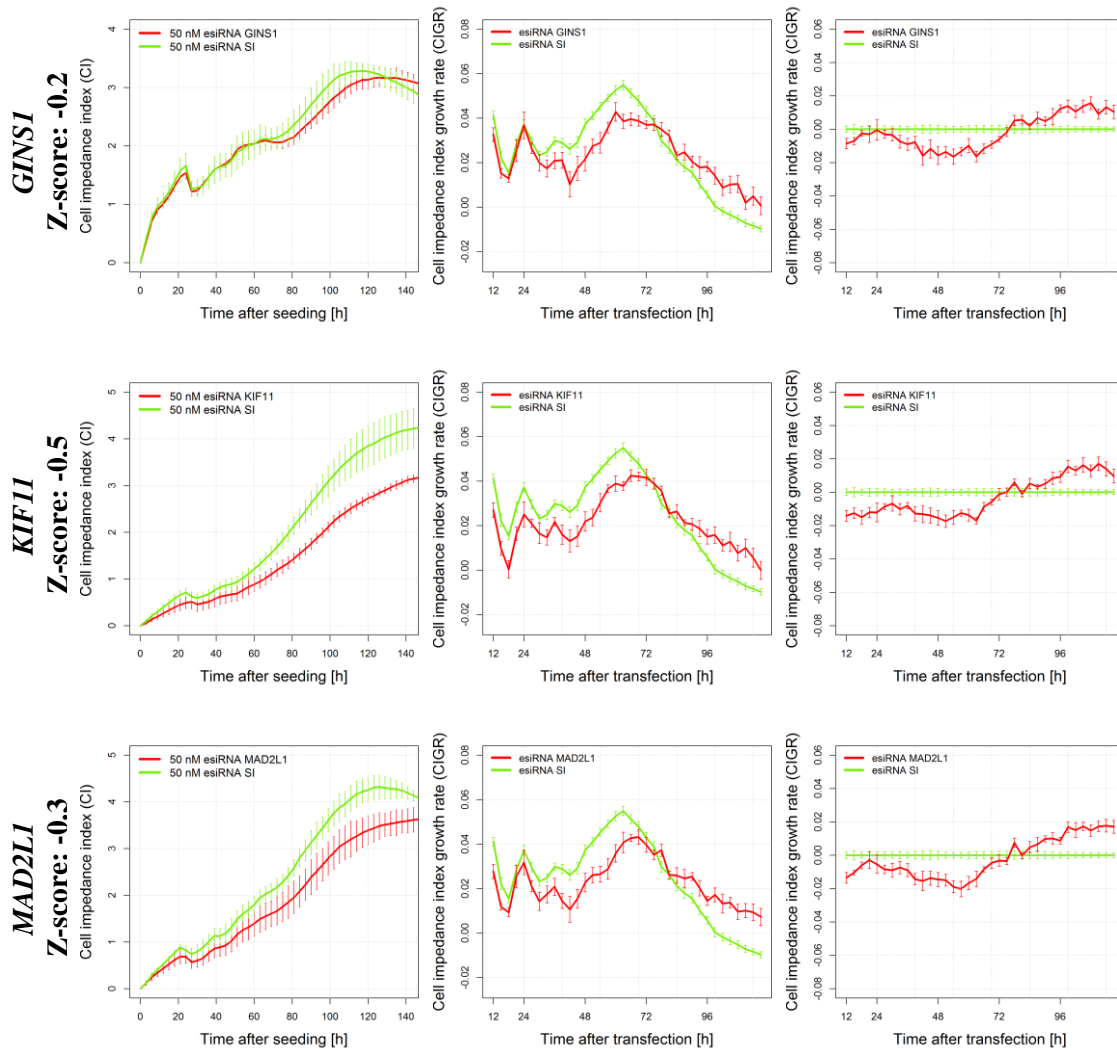 GINS1
Z-score: -0.2
Cell impedance index (CI)
50 nM esiRNA GINS1
50 nM esiRNA SI
0 1 2 3 4
0 20 40 60 80 100 120 140
Time after seeding [h]
Cell impedance index growth rate (CIGR)
esiRNA GINS1
esiRNA SI
-0.02 0.00 0.02 0.04 0.06 0.08
12 24 48 72 96
Time after transfection [h]
Cell impedance index growth rate (CIGR)
esiRNA GINS1
esiRNA SI
-0.08 -0.06 -0.04 -0.02 0.00 0.02 0.04 0.06
12 24 48 72 96
Time after transfection [h]
KIF11
Z-score: -0.5
Cell impedance index (CI)
50 nM esiRNA KIF11
50 nM esiRNA SI
0 1 2 3 4 5
0 20 40 60 80 100 120 140
Time after seeding [h]
Cell impedance index growth rate (CIGR)
esiRNA KIF11
esiRNA SI
-0.02 0.00 0.02 0.04 0.06 0.08
12 24 48 72 96
Time after transfection [h]
Cell impedance index growth rate (CIGR)
esiRNA KIF11
esiRNA SI
-0.08 -0.06 -0.04 -0.02 0.00 0.02 0.04 0.06
12 24 48 72 96
Time after transfection [h]
MAD2L1
Z-score: -0.3
Cell impedance index (CI)
50 nM esiRNA MAD2L1
50 nM esiRNA SI
0 1 2 3 4 5
0 20 40 60 80 100 120 140
Time after seeding [h]
Cell impedance index growth rate (CIGR)
esiRNA MAD2L1
esiRNA SI
-0.02 0.00 0.02 0.04 0.06 0.08
12 24 48 72 96
Time after transfection [h]
Cell impedance index growth rate (CIGR)
esiRNA MAD2L1
esiRNA SI
-0.08 -0.06 -0.04 -0.02 0.00 0.02 0.04 0.06
12 24 48 72 96
Time after transfection [h]